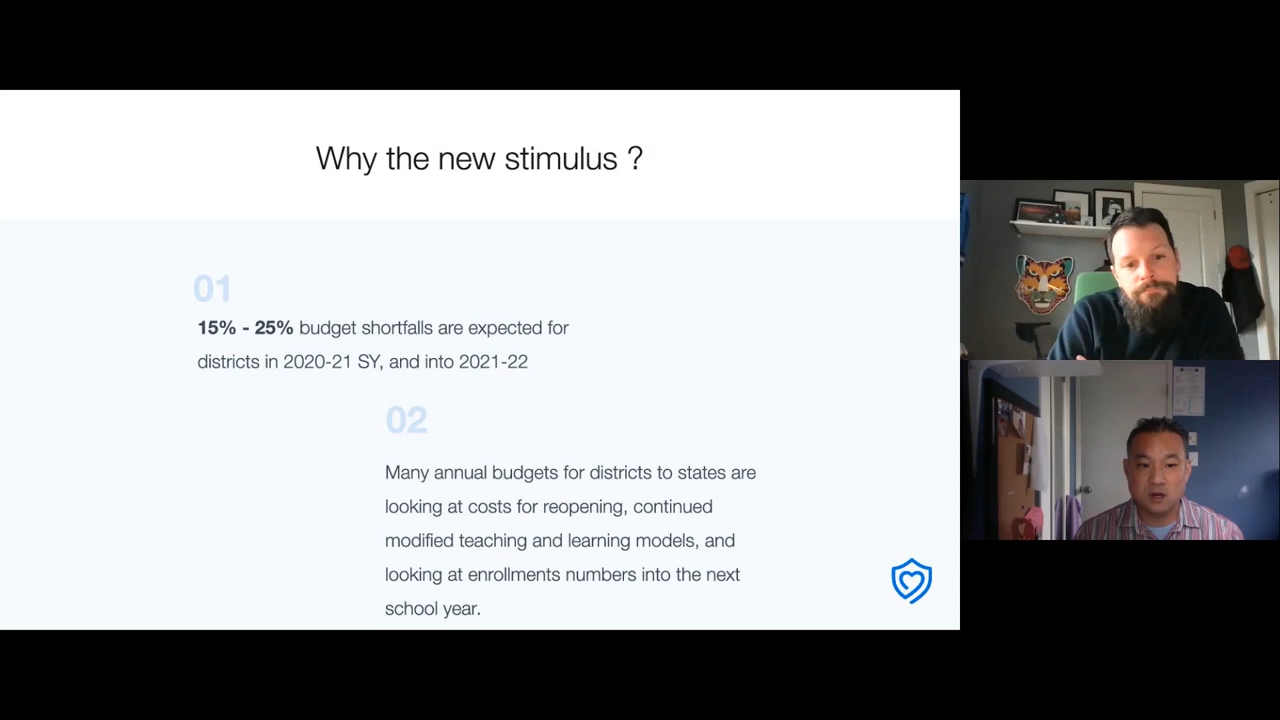 Why the new stimulus ?
01
15% - 25% budget shortfalls are expected for
districts in 2020-21 SY, and into 2021-22
02
Many annual budgets for districts to states are
looking at costs for reopening, continued
modified teaching and learning models, and
looking at enrollments numbers into the next
school year.